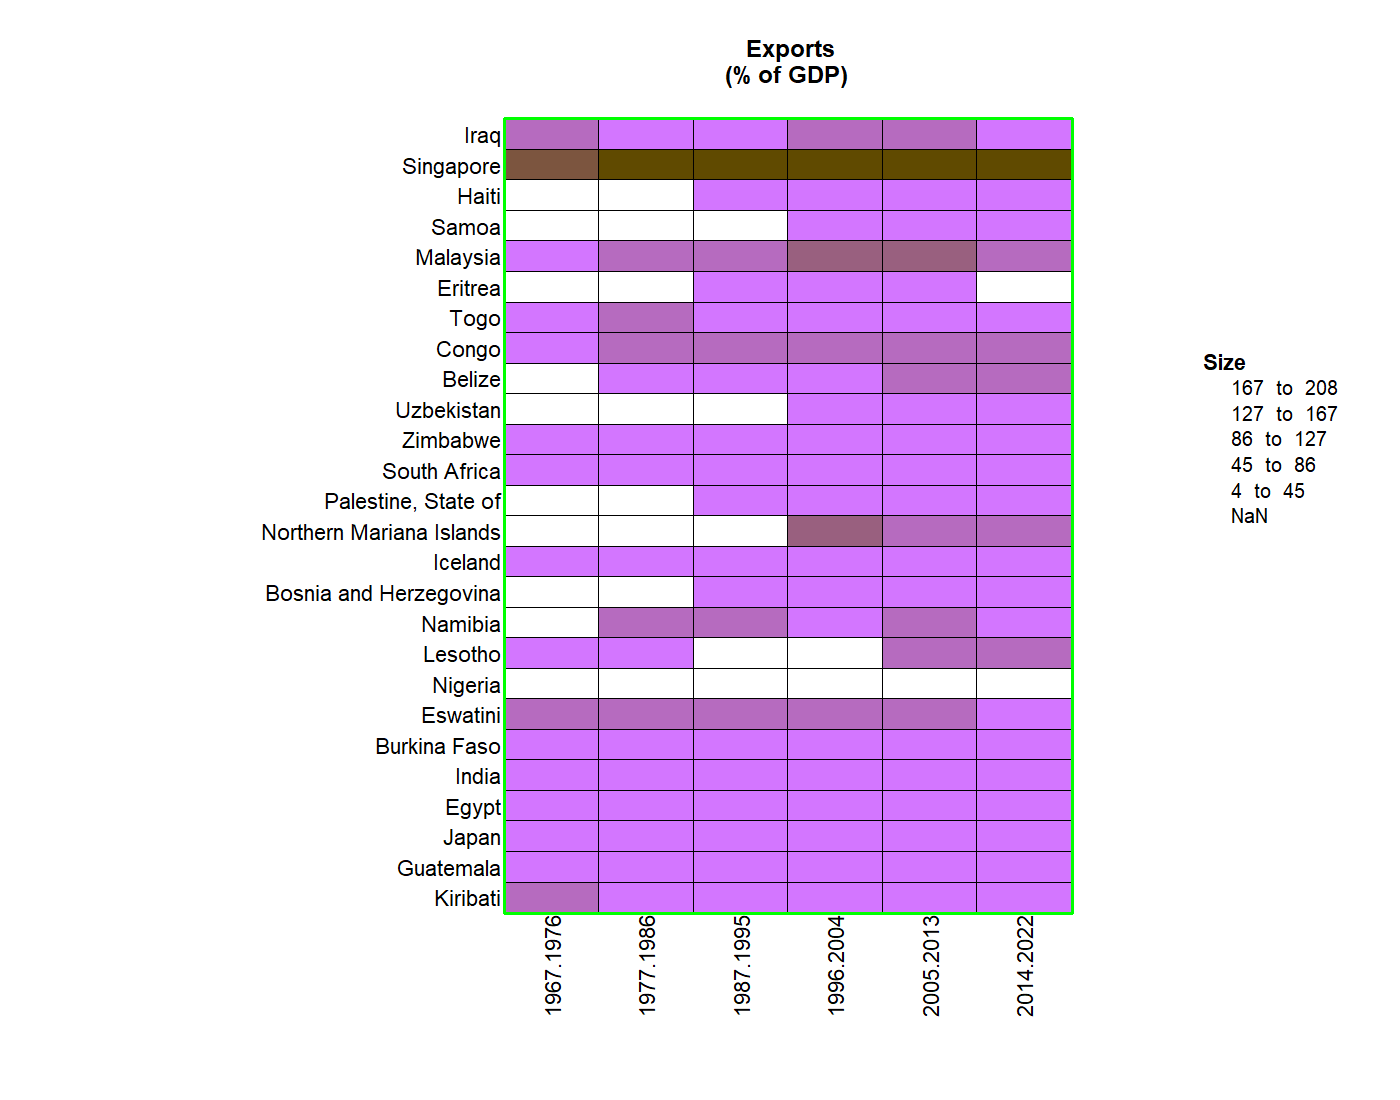 Exports
(% of GDP)
Iraq
Singapore
Haiti
Samoa
Malaysia
Eritrea
Togo
Congo
Belize
Uzbekistan
Zimbabwe
South Africa
Palestine, State of
Northern Mariana Islands
Iceland
Bosnia and Herzegovina
Namibia
Lesotho
Nigeria
Eswatini
Burkina Faso
India
Egypt
Japan
Guatemala
Kiribati
1967.1976
1977.1986
1987.1995
1996.2004
2005.2013
2014.2022
Size
167 to 208
127 to 167
86 to 127
45 to 86
4 to 45
NaN